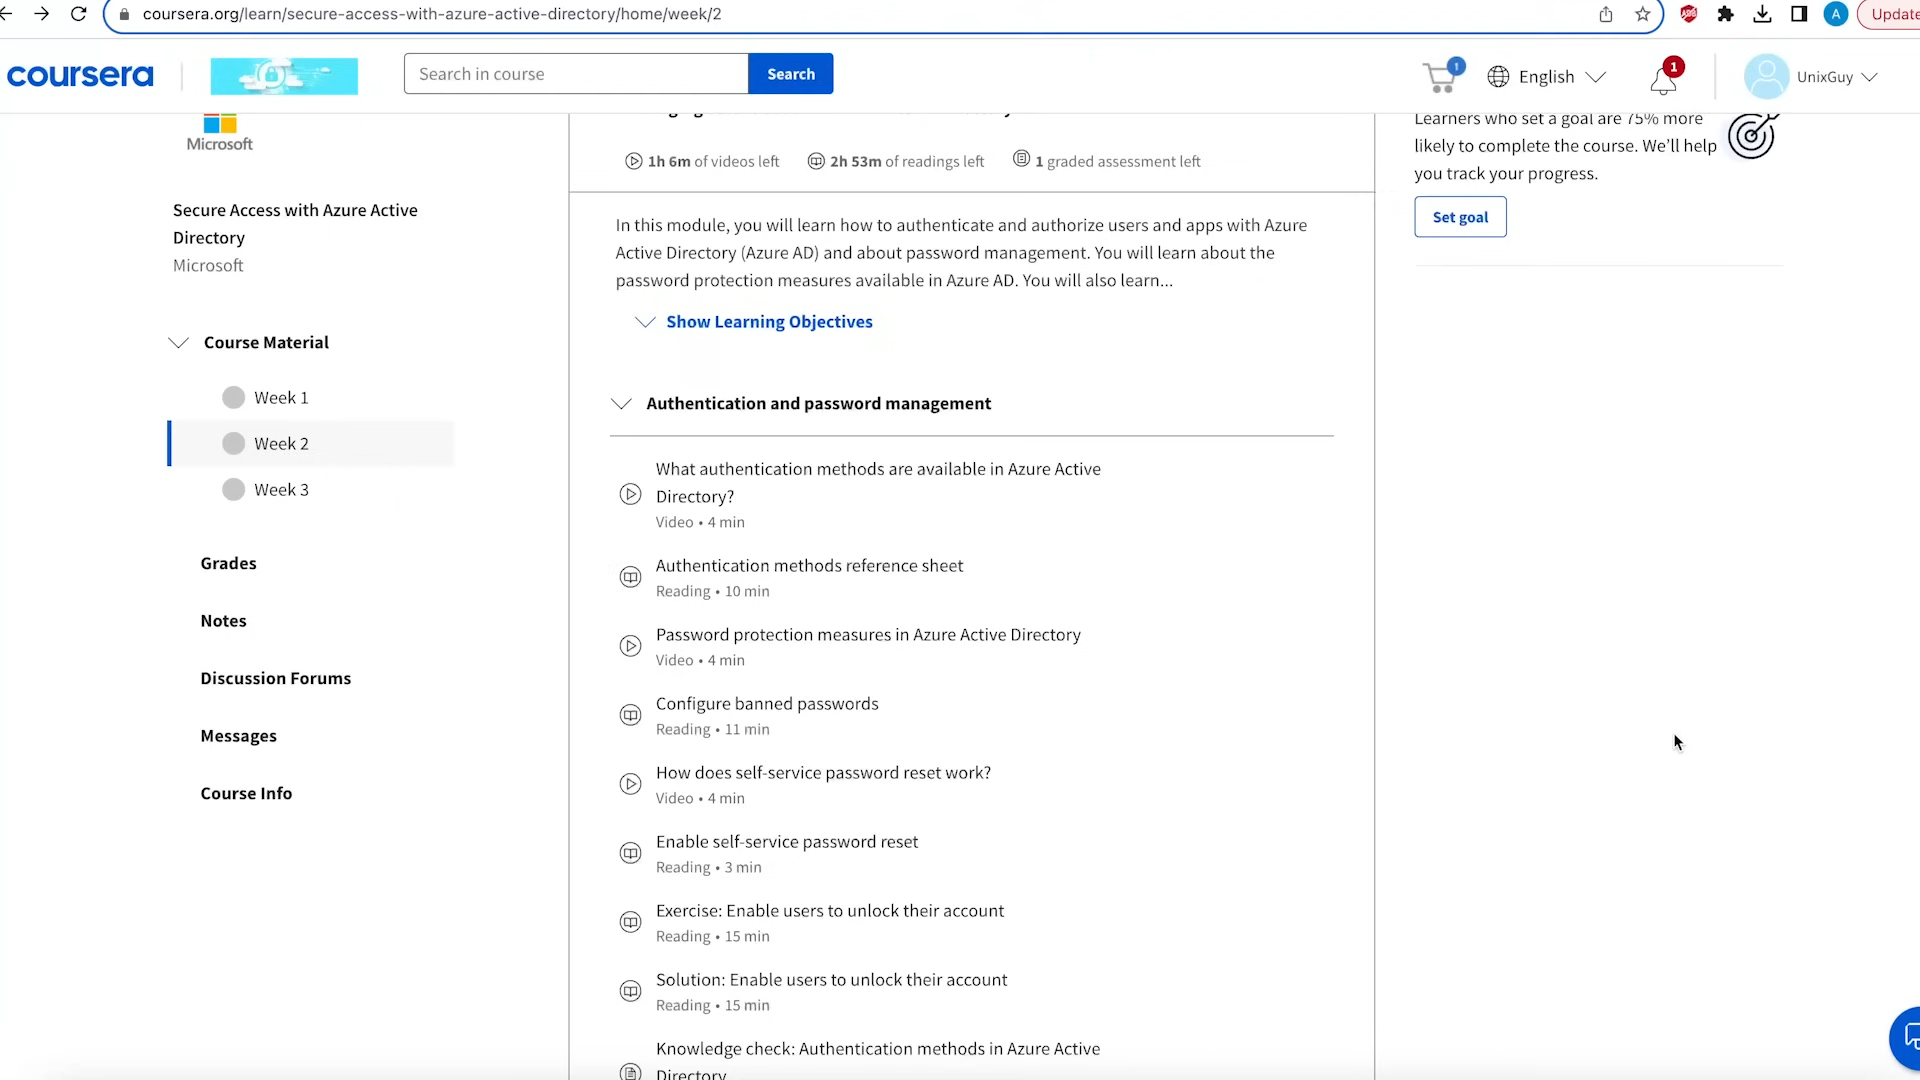 coursera.org/learn/secure-access-with-azure-active-directory/home/week/2
A
Update
coursera
Search in course
Search
1
English
1
UnixGuy
Microsoft
Secure Access with Azure Active
Directory
Microsoft
Course Material
Week 1
Week 2
Week 3
Grades
Notes
Discussion Forums
Messages
Course Info
1h 6m of videos left
2h 53m of readings left
1 graded assessment left
In this module, you will learn how to authenticate and authorize users and apps with Azure
Active Directory (Azure AD) and about password management. You will learn about the
password protection measures available in Azure AD. You will also learn...
Show Learning Objectives
Authentication and password management
What authentication methods are available in Azure Active
Directory?
Video • 4 min
Authentication methods reference sheet
Reading • 10 min
Password protection measures in Azure Active Directory
Video • 4 min
Configure banned passwords
Reading • 11 min
How does self-service password reset work?
Video • 4 min
Enable self-service password reset
Reading • 3 min
Exercise: Enable users to unlock their account
Reading • 15 min
Solution: Enable users to unlock their account
Reading • 15 min
Knowledge check: Authentication methods in Azure Active
Directory
Learners who set a goal are 75% more
likely to complete the course. We'll help
you track your progress.
Set goal